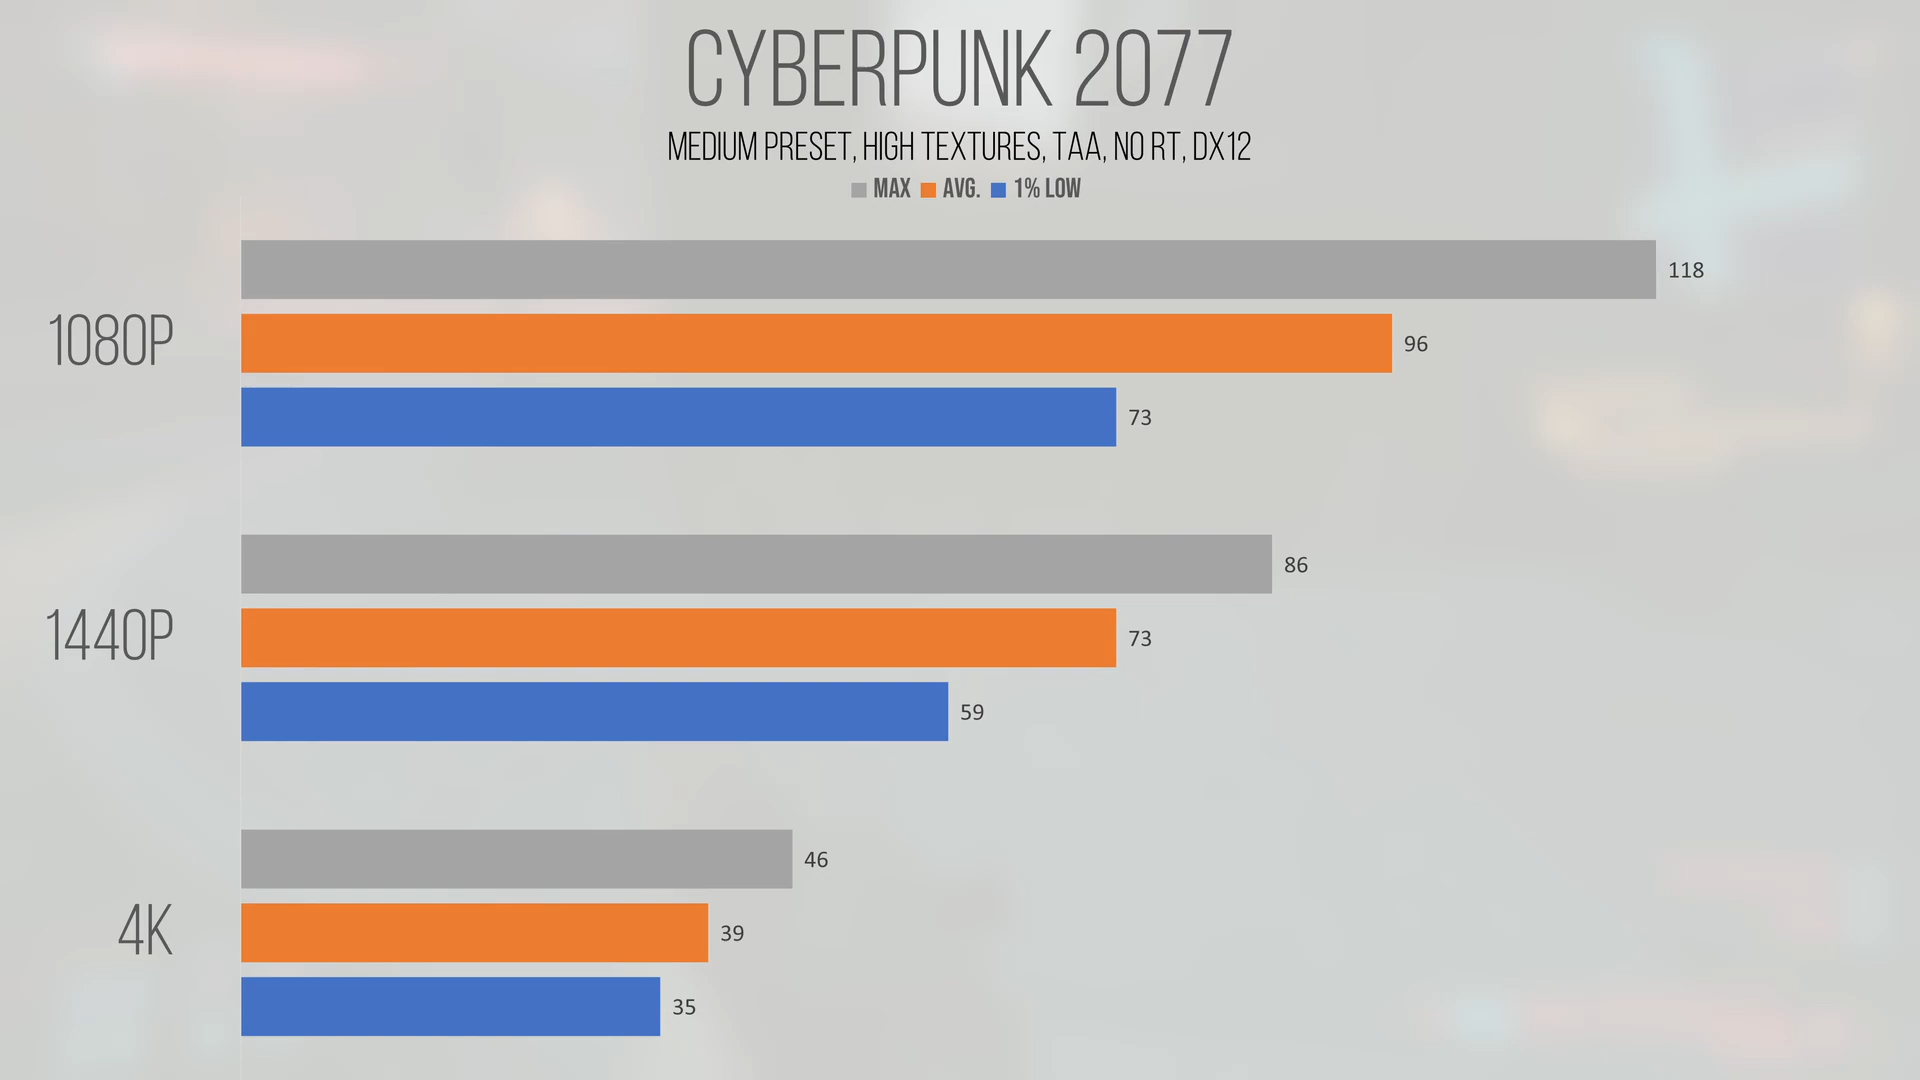 CYBERPUNK 2077
MEDIUM PRESET, HIGH TEXTURES, TAA, NO RT, DX12
MAX AVG. 1% LOW
118
1080P 96
73
86
1440P 73
59
46
4K 39
35